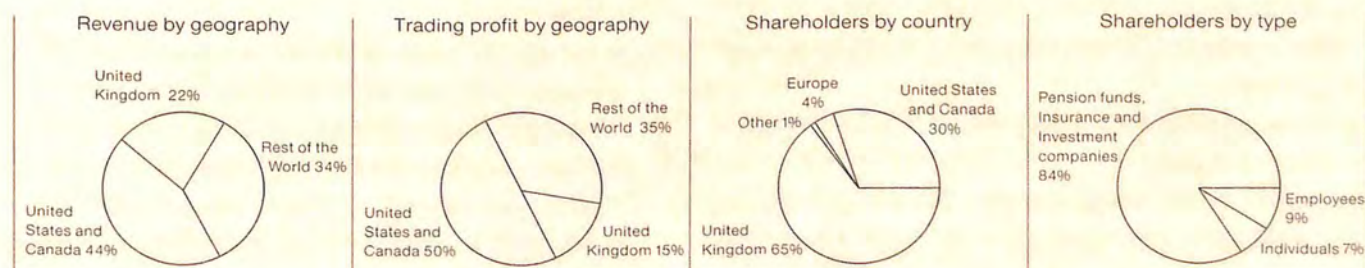 Revenue by geography
United
Kingdom 22%
Rest of the
World 34%
United
States and
Canada 44%
Trading profit by geography
Rest of the
World 35%
United
States and
Canada 50%
United
Kingdom 15%
Shareholders by country
Europe
4%
Other 1%
United States
and Canada
30%
United
Kingdom 65%
Shareholders by type
Pension funds,
Insurance and
Investment
companies
84%
Employees
9%
Individuals 7%